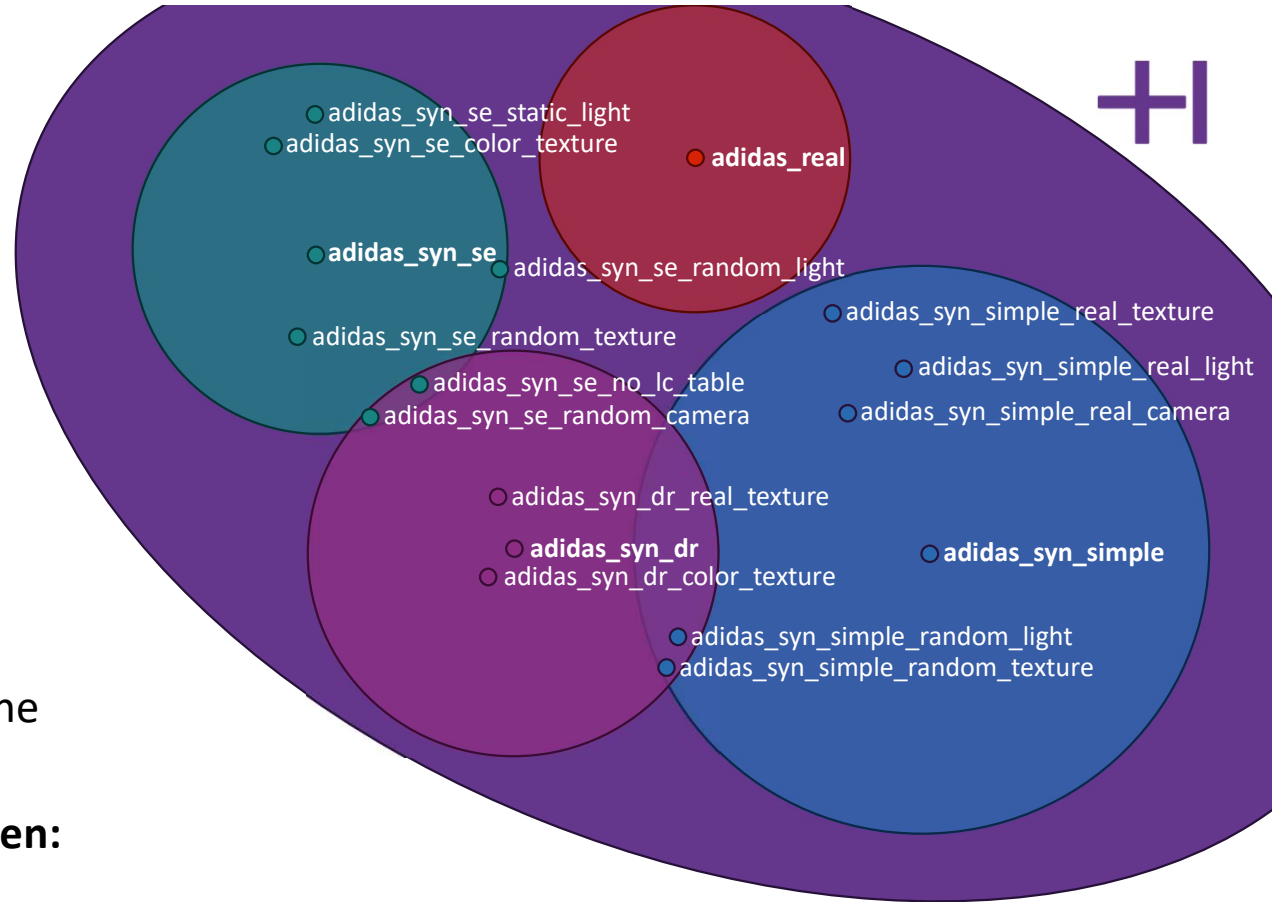 adidas_syn_se_static_light
adidas_syn_se_color_texture
adidas_real
adidas_syn_se
adidas_syn_se_random_light
adidas_syn_simple_real_texture
adidas_syn_se_random_texture
adidas_syn_simple_real_light
adidas_syn_se_no_lc_table
adidas_syn_simple_real_camera
adidas_syn_se_random_camera
adidas_syn_dr_real_texture
adidas_syn_dr
adidas_syn_simple
adidas_syn_dr_color_texture
adidas_syn_simple_random_light
adidas_syn_simple_random_texture
ne
en: